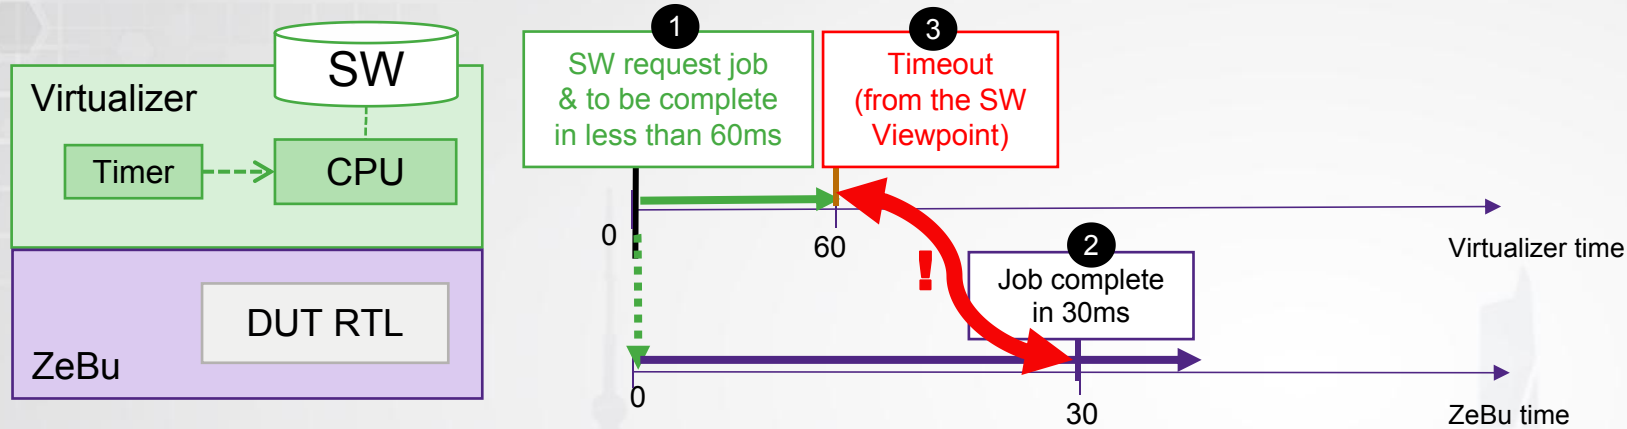 SW
Virtualizer
Timer
CPU
DUT RTL
ZeBu
1
SW request job
& to be complete
in less than 60ms
3
Timeout
(from the SW
Viewpoint)
0
60
Virtualizer time
!
2
Job complete
in 30ms
0
30
ZeBu time